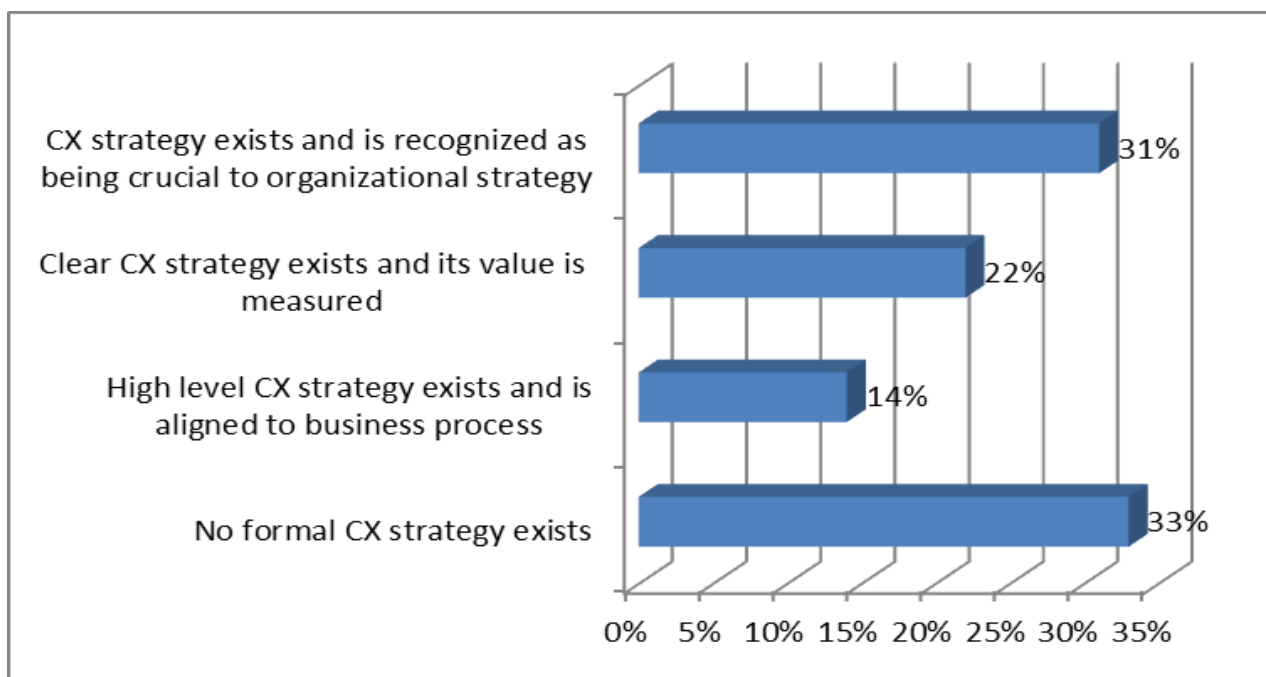 CX strategy exists and is recognized as
being crucial to organizational strategy
31%
Clear CX strategy exists and its value is
measured
22%
High level CX strategy exists and is
aligned to business process
14%
No formal CX strategy exists
33%
0% 5% 10% 15% 20% 25% 30% 35%